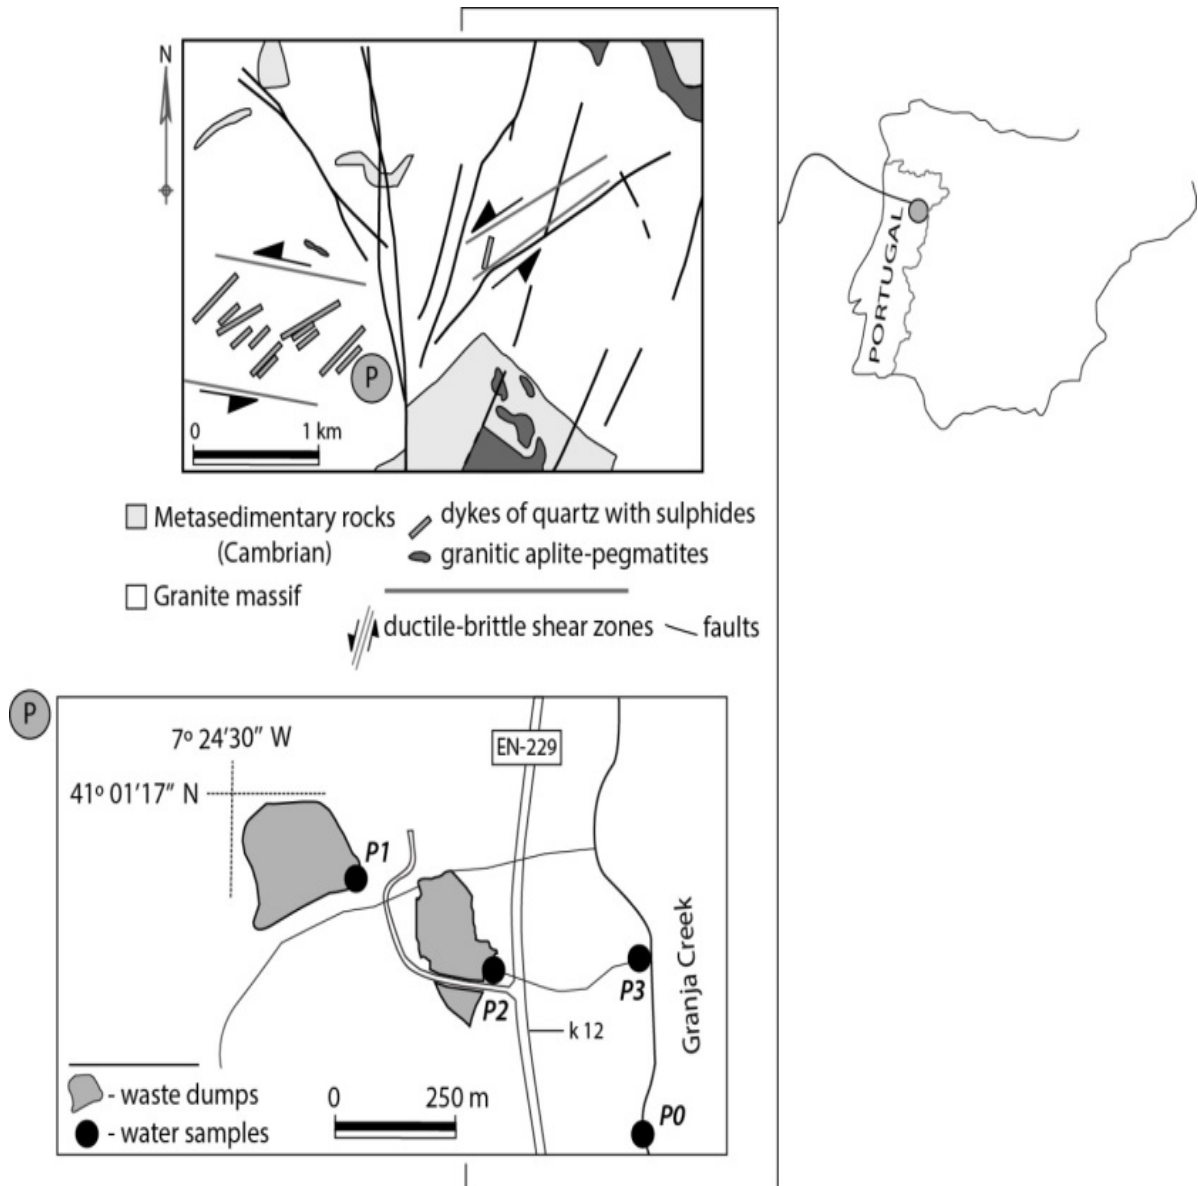 N
PORTUGAL
P
0 1 km
Metasedimentary rocks
(Cambrian)
Granite massif
dykes of quartz with sulphides
granitic aplite-pegmatites
ductile-brittle shear zones
faults
P
7º 24'30" W
41º 01'17" N
EN-229
P1
P2
P3
P0
Granja Creek
k 12
- waste dumps
- water samples
0 250 m